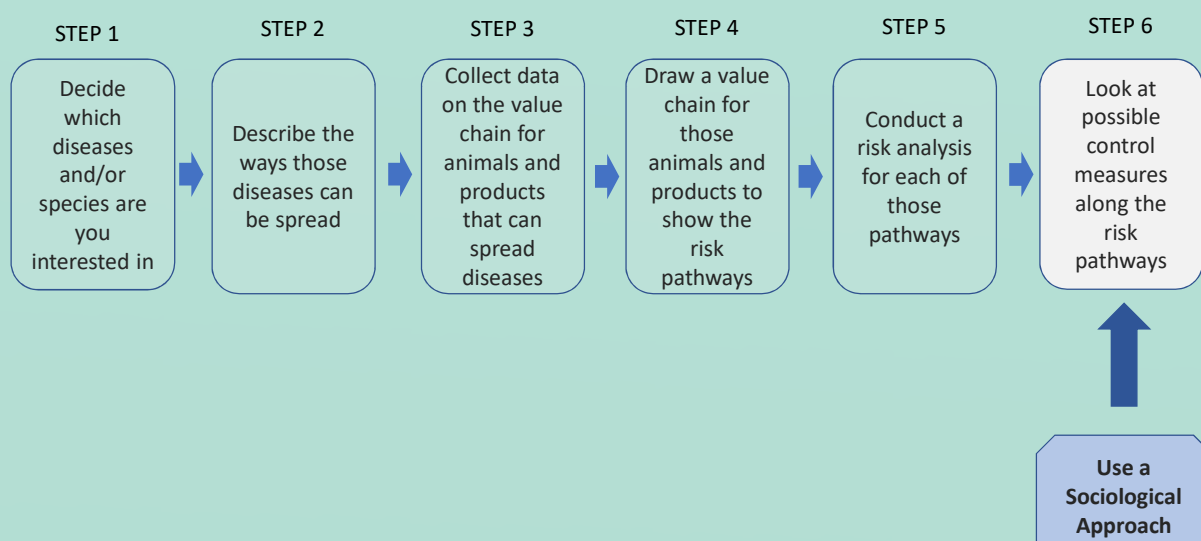 STEP 1
Decide
which
diseases
and/or
species are
you
interested in
STEP 2
Describe the
ways those
diseases can
be spread
STEP 3
Collect data
on the value
chain for
animals and
products
that can
spread
diseases
STEP 4
Draw a value
chain for
those
animals and
products to
show the
risk
pathways
STEP 5
Conduct a
risk analysis
for each of
those
pathways
STEP 6
Look at
possible
control
measures
along the
risk
pathways
Use a
Sociological
Approach